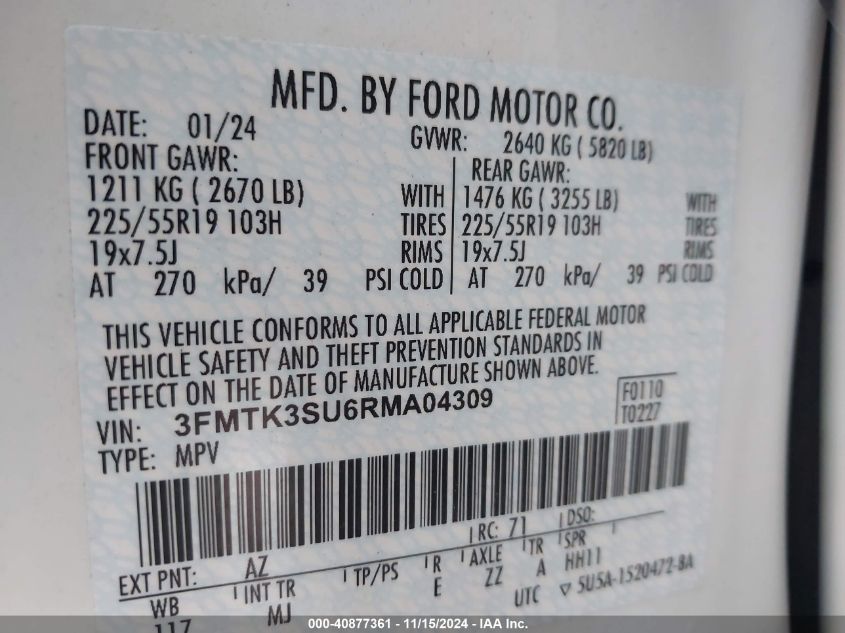 MFD. BY FORD MOTOR CO.
DATE: 01/24 GVWR: 2640 KG ( 5820 LB)
FRONT GAWR: REAR GAWR:
1211 KG ( 2670 LB) WITH 1476 KG ( 3255 LB) WITH
225/55R19 103H TIRES 225/55R19 103H TIRES
19x7.5J RIMS 19x7.5J RIMS
AT 270 kPa/ 39 PSI COLD AT 270 kPa/ 39 PSI COLD
THIS VEHICLE CONFORMS TO ALL APPLICABLE FEDERAL MOTOR
VEHICLE SAFETY AND THEFT PREVENTION STANDARDS IN
EFFECT ON THE DATE OF MANUFACTURE SHOWN ABOVE.
VIN: 3FMTK3SU6RMA04309 F0110
TYPE: MPV T0227
EXT PNT: AZ RC: 71 DSO:
WB INT TR TP/PS R AXLE TR SPR
117 MJ E ZZ A HH11
UTC ▽ 5U5A-1520472-BA
000-40877361 - 11/15/2024 - IAA Inc.